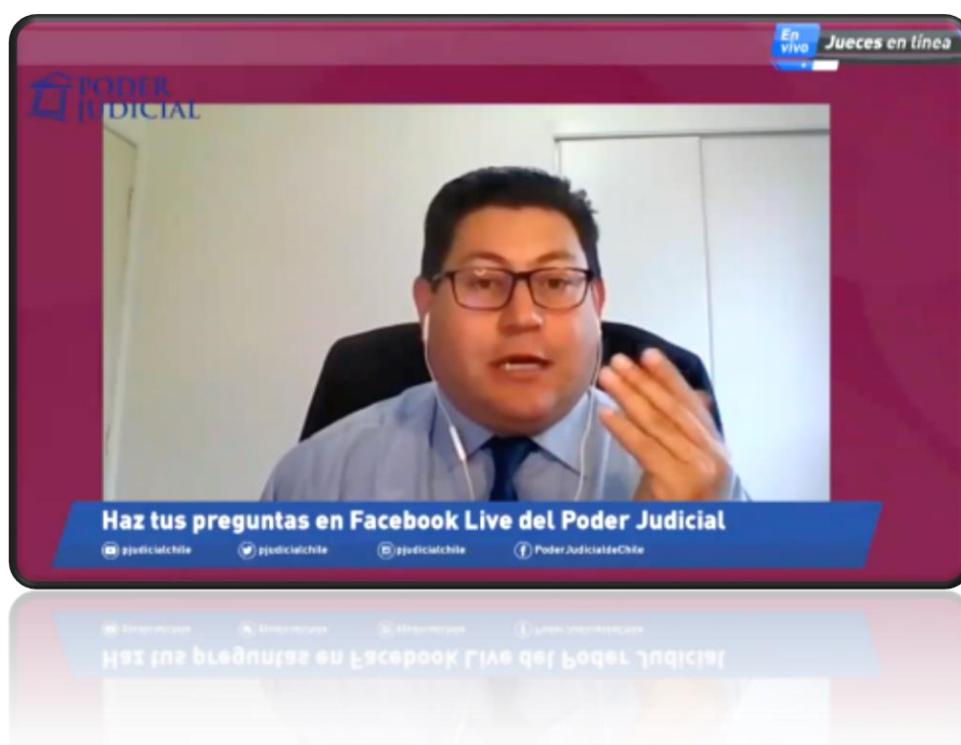 En
vivo
Jueces en línea
PODER
JUDICIAL
Haz tus preguntas en Facebook Live del Poder Judicial
pjudicialchile pjudicialchile pjudicialchile PoderJudicialdeChile